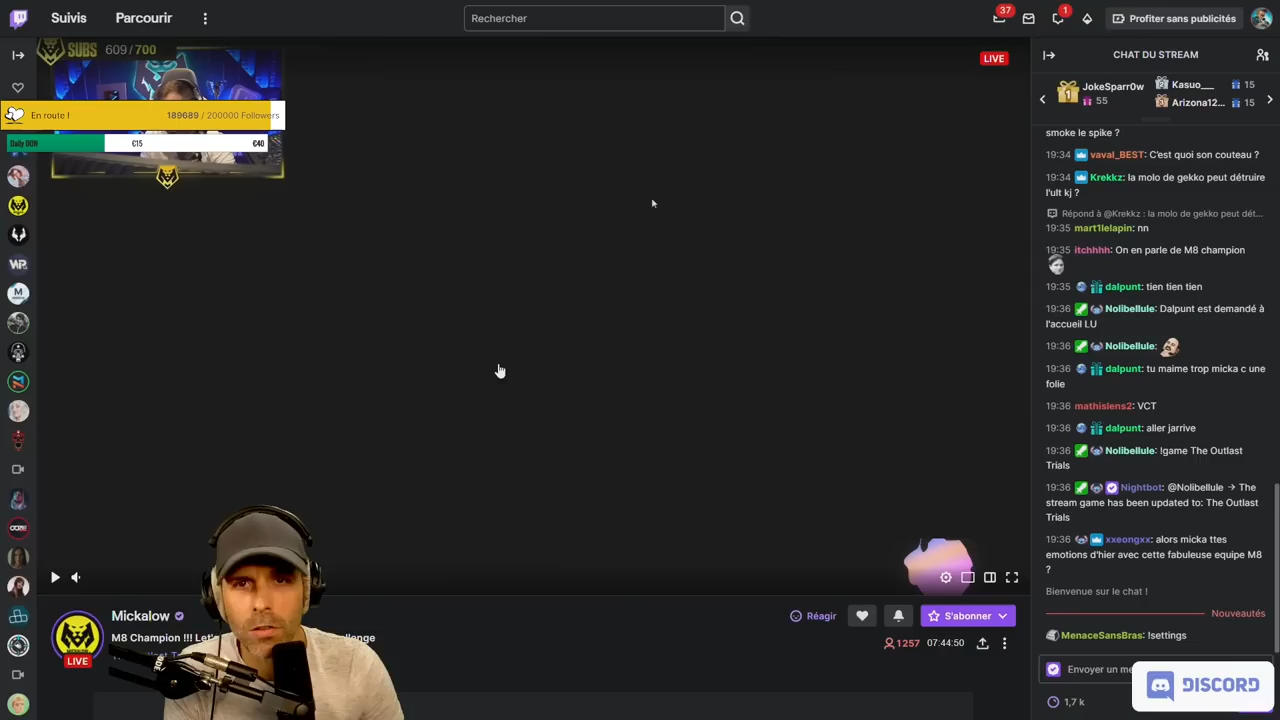 Suivis
Parcourir
Rechercher
37
1
Profiter sans publicités
SUBS 609/700
LIVE
En route !
189689 / 200000 Followers
Daily DON
€15
€40
CHAT DU STREAM
1 JokeSparr0w
55
2 Kasuo__ 15
3 Arizona12... 15
smoke le spike ?
19:34 vaval_BEST: C'est quoi son couteau ?
19:34 Krekkz: la molo de gekko peut détruire
l'ult kj ?
Répond à @Krekkz : la molo de gekko peut dét...
19:35 mart1lelapin: nn
19:35 itchhhh: On en parle de M8 champion
19:35 dalpunt: tien tien tien
19:36 Nolibellule: Dalpunt est demandé à
l'accueil LU
19:36 Nolibellule:
19:36 dalpunt: tu maime trop micka c une
folie
19:36 mathislens2: VCT
19:36 dalpunt: aller jarrive
19:36 Nolibellule: !game The Outlast
Trials
19:36 Nightbot: @Nolibellule → The
stream game has been updated to: The Outlast
Trials
19:36 xxeongxx: alors micka ttes
emotions d'hier avec cette fabuleuse equipe M8
?
Bienvenue sur le chat !
Nouveautés
MenaceSansBras: !settings
Envoyer un me
DISCORD
1,7 k
Mickalow
LIVE
M8 Champion !!! Let's
Réagir
S'abonner
1257
07:44:50